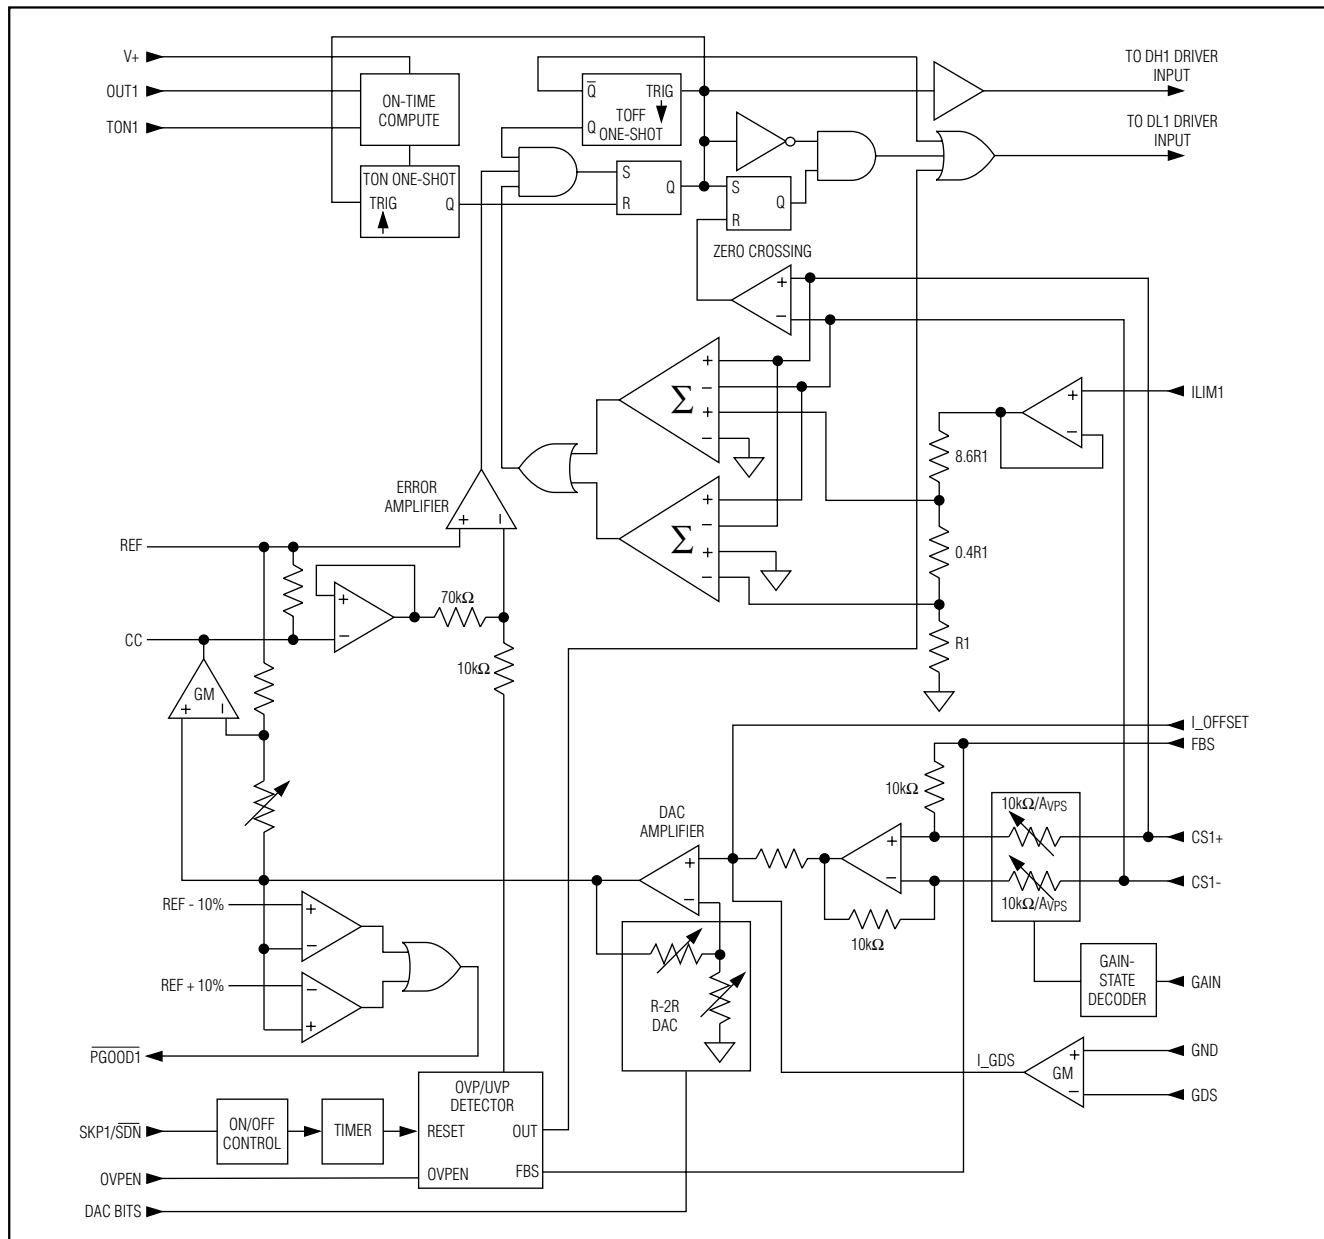 V+
OUT1
TON1
ON-TIME
COMPUTE
TON ONE-SHOT
TRIG
Q
Q̅
TRIG
Q
TOFF
ONE-SHOT
S
R
Q
S
R
Q
TO DH1 DRIVER
INPUT
TO DL1 DRIVER
INPUT
ZERO CROSSING
+
−
+
−
+
−
Σ
+
−
+
−
Σ
+
−
ILIM1
8.6R1
0.4R1
R1
ERROR
AMPLIFIER
+
−
REF
+
−
70kΩ
10kΩ
CC
GM
+
−
I_OFFSET
FBS
10kΩ
10kΩ/AVPS
10kΩ/AVPS
CS1+
CS1-
+
−
10kΩ
DAC
AMPLIFIER
+
−
REF - 10%
+
−
REF + 10%
−
+
R-2R
DAC
GAIN-
STATE
DECODER
GAIN
GND
GDS
I_GDS
GM
+
−
P̅G̅O̅O̅D̅1̅
OVP/UVP
DETECTOR
RESET
OUT
OVPEN
FBS
SKP1/S̅D̅N̅
ON/OFF
CONTROL
TIMER
OVPEN
DAC BITS